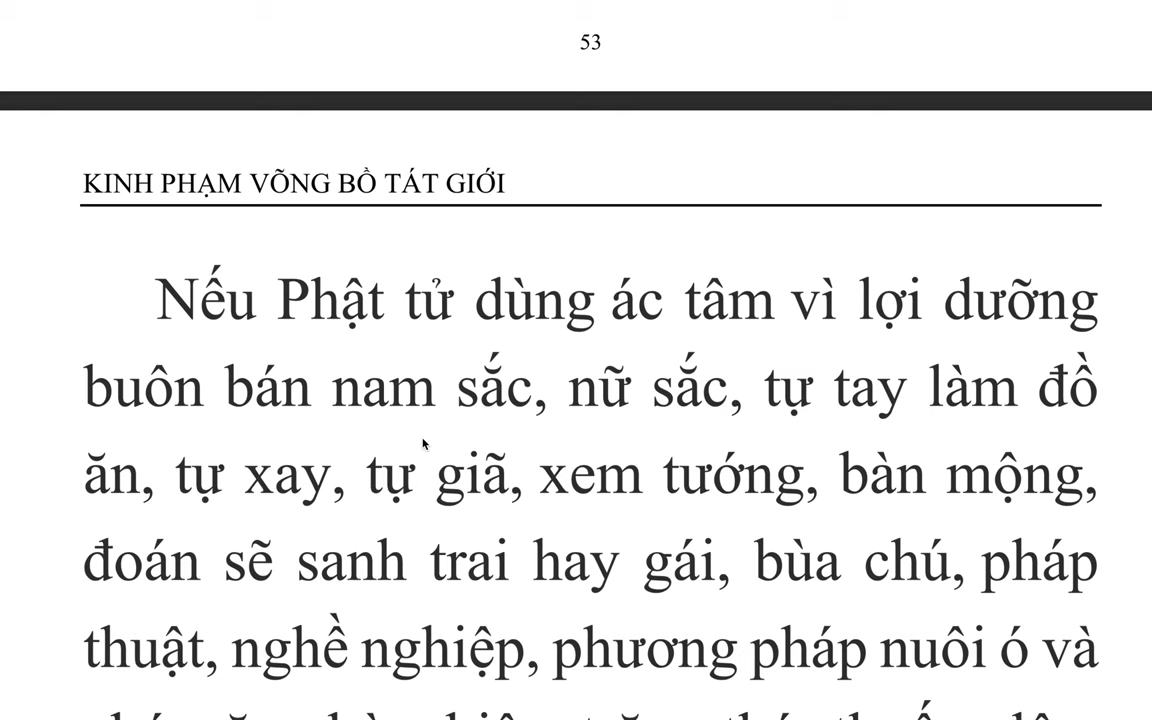 53
KINH PHẠM VÕNG BỒ TÁT GIỚI
Nếu Phật tử dùng ác tâm vì lợi dưỡng
buôn bán nam sắc, nữ sắc, tự tay làm đồ
ăn, tự xay, tự giã, xem tướng, bàn mộng,
đoán sẽ sanh trai hay gái, bùa chú, pháp
thuật, nghề nghiệp, phương pháp nuôi ó và